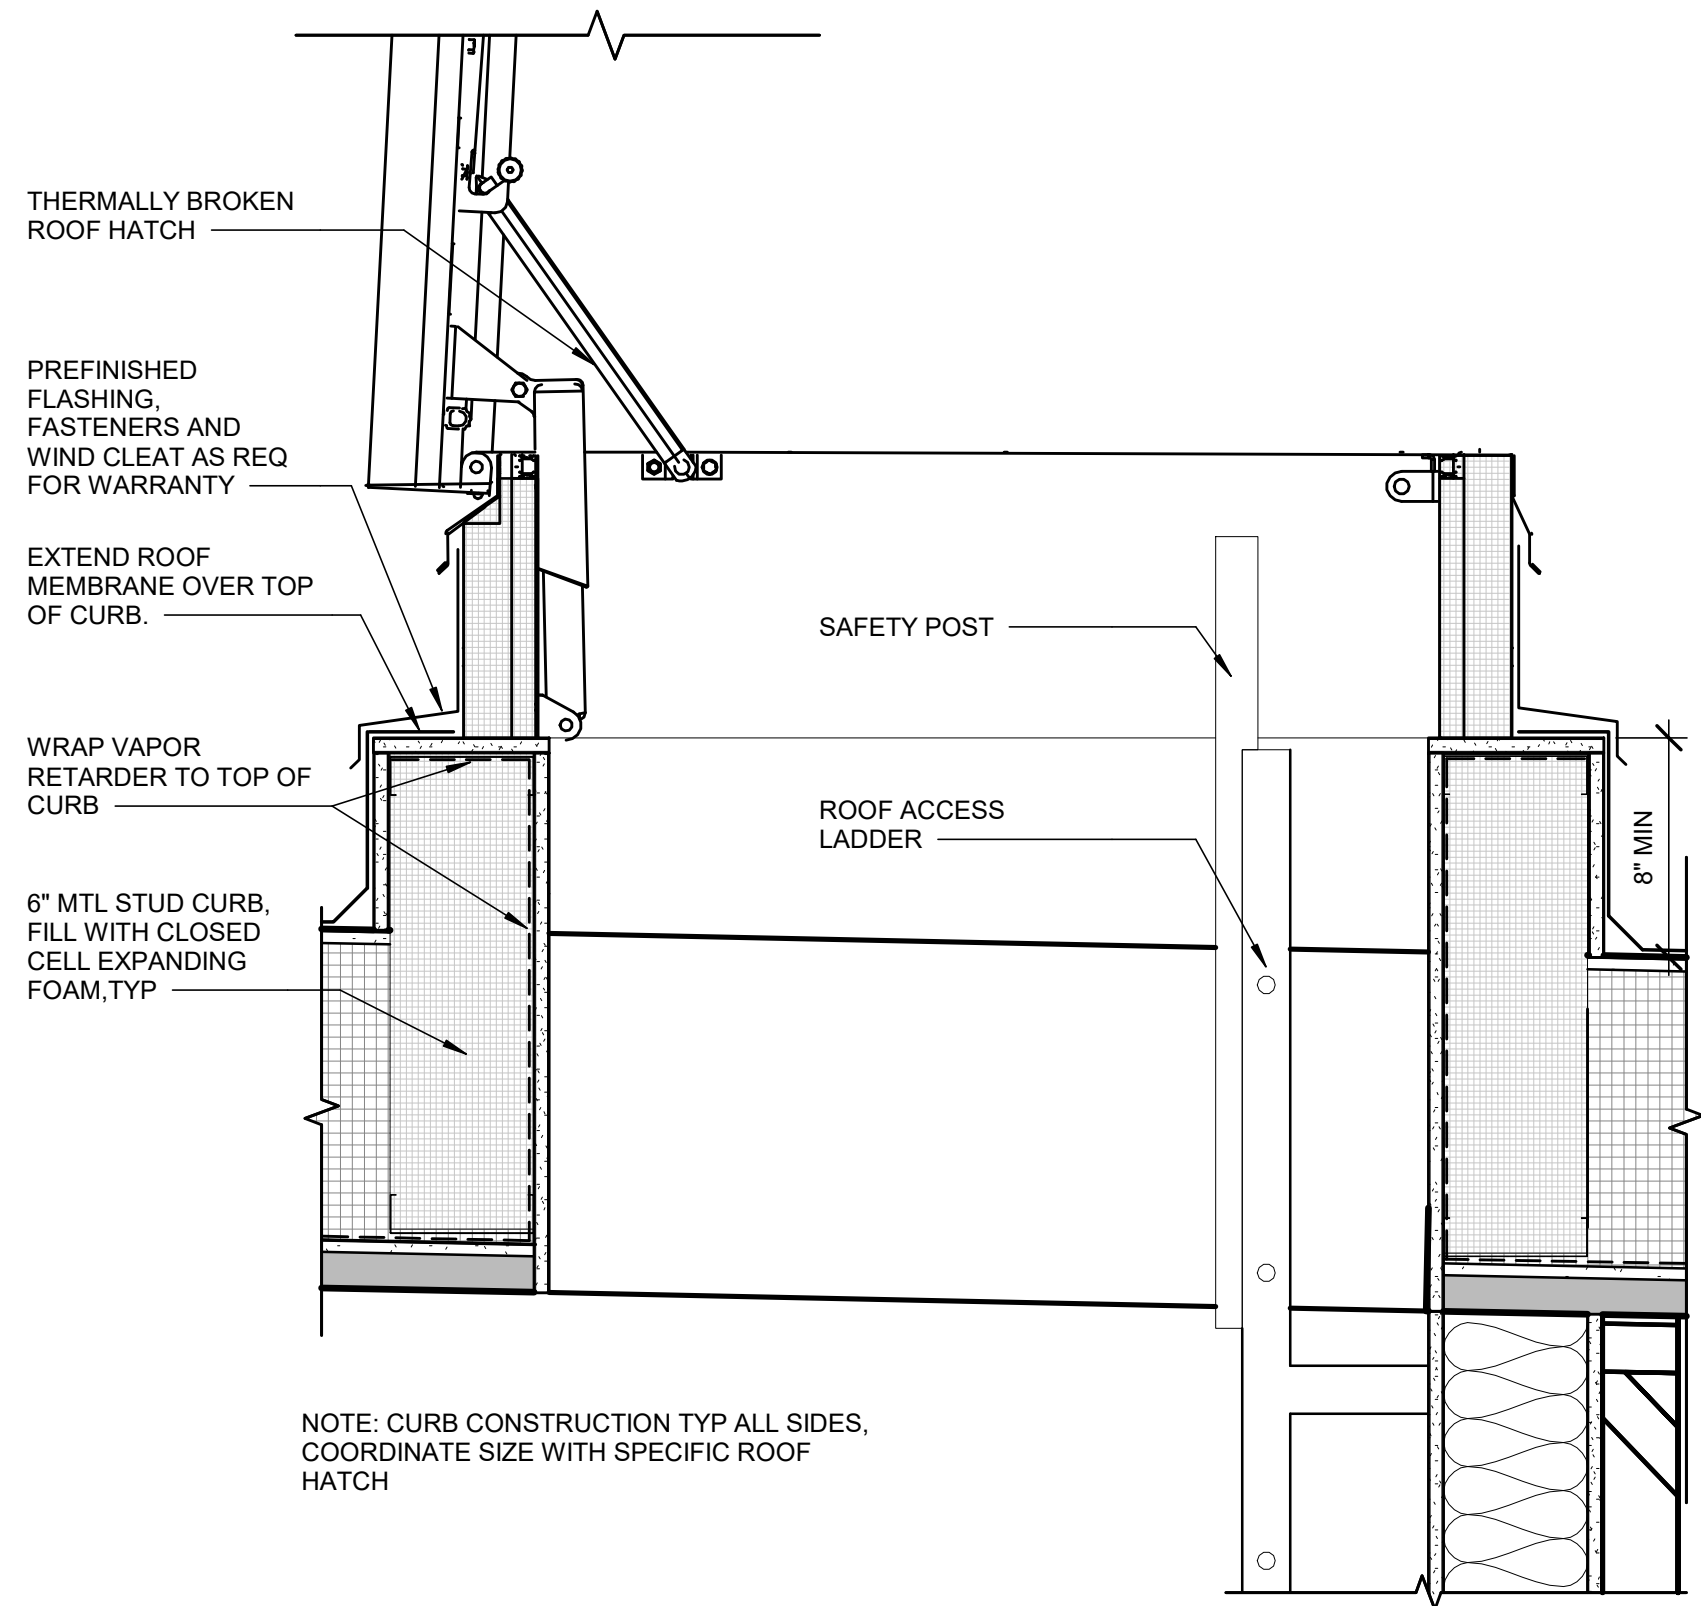 THERMALLY BROKEN
ROOF HATCH
PREFINISHED
FLASHING,
FASTENERS AND
WIND CLEAT AS REQ
FOR WARRANTY
EXTEND ROOF
MEMBRANE OVER TOP
OF CURB.
WRAP VAPOR
RETARDER TO TOP OF
CURB
6" MTL STUD CURB,
FILL WITH CLOSED
CELL EXPANDING
FOAM,TYP
SAFETY POST
ROOF ACCESS
LADDER
8" MIN
NOTE: CURB CONSTRUCTION TYP ALL SIDES,
COORDINATE SIZE WITH SPECIFIC ROOF
HATCH